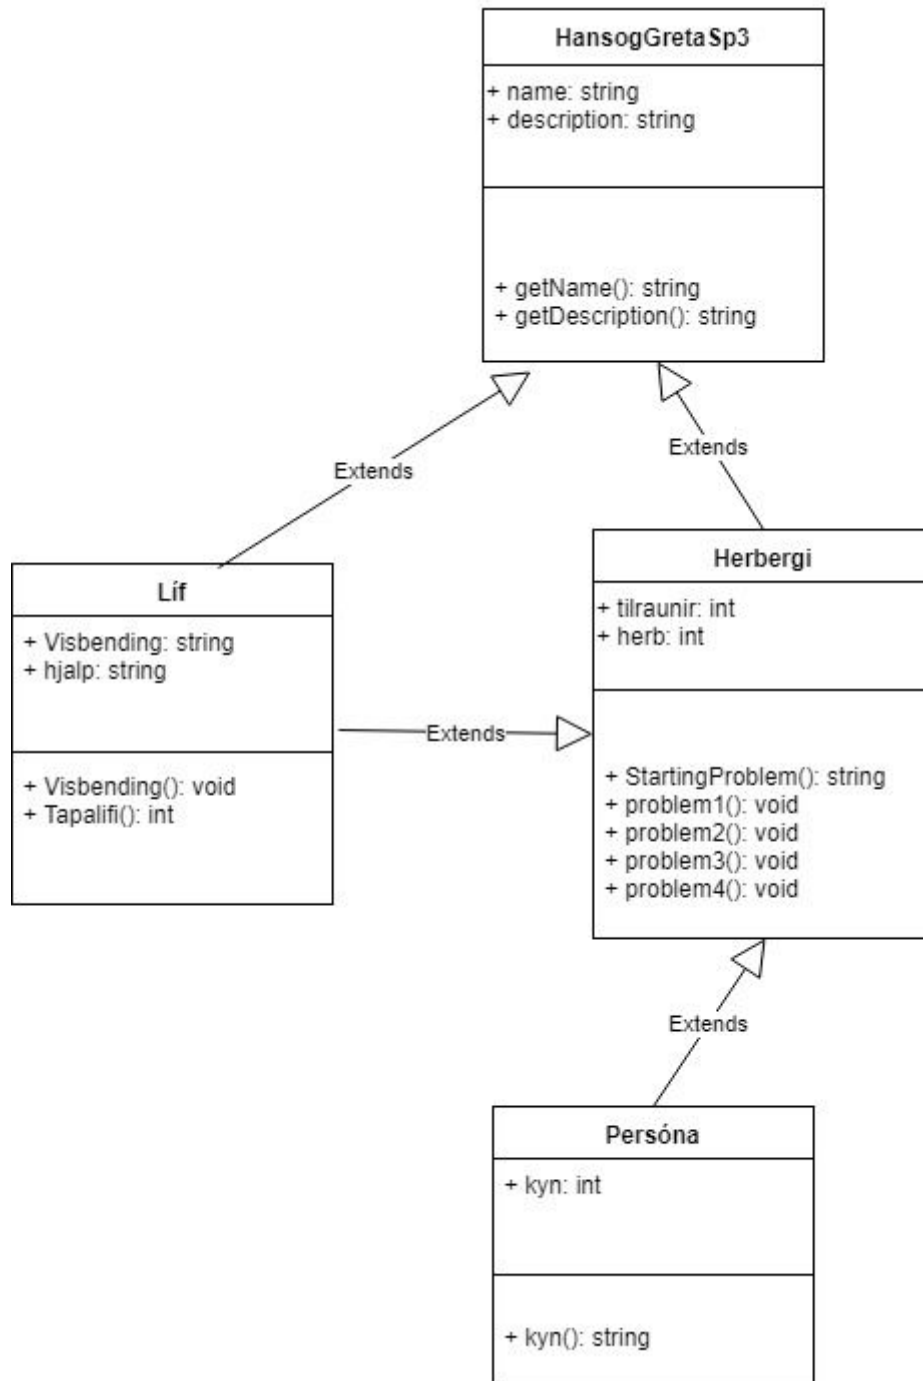 HansogGretaSp3
+ name: string
+ description: string
+ getName(): string
+ getDescription(): string
Extends
Extends
Líf
+ Visbending: string
+ hjalp: string
+ Visbending(): void
+ Tapalifi(): int
Extends
Herbergi
+ tilraunir: int
+ herb: int
+ StartingProblem(): string
+ problem1(): void
+ problem2(): void
+ problem3(): void
+ problem4(): void
Extends
Persóna
+ kyn: int
+ kyn(): string